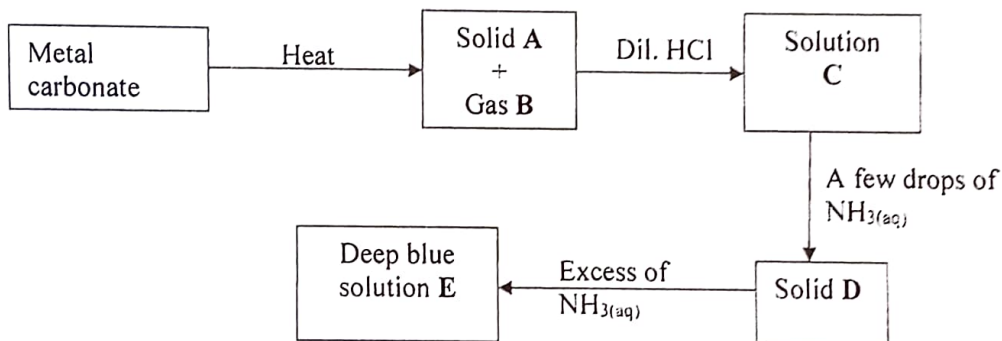 Metal
carbonate
Heat
Solid A
+
Gas B
Dil. HCl
Solution
C
A few drops of
NH₃(aq)
Solid D
Excess of
NH₃(aq)
Deep blue
solution E